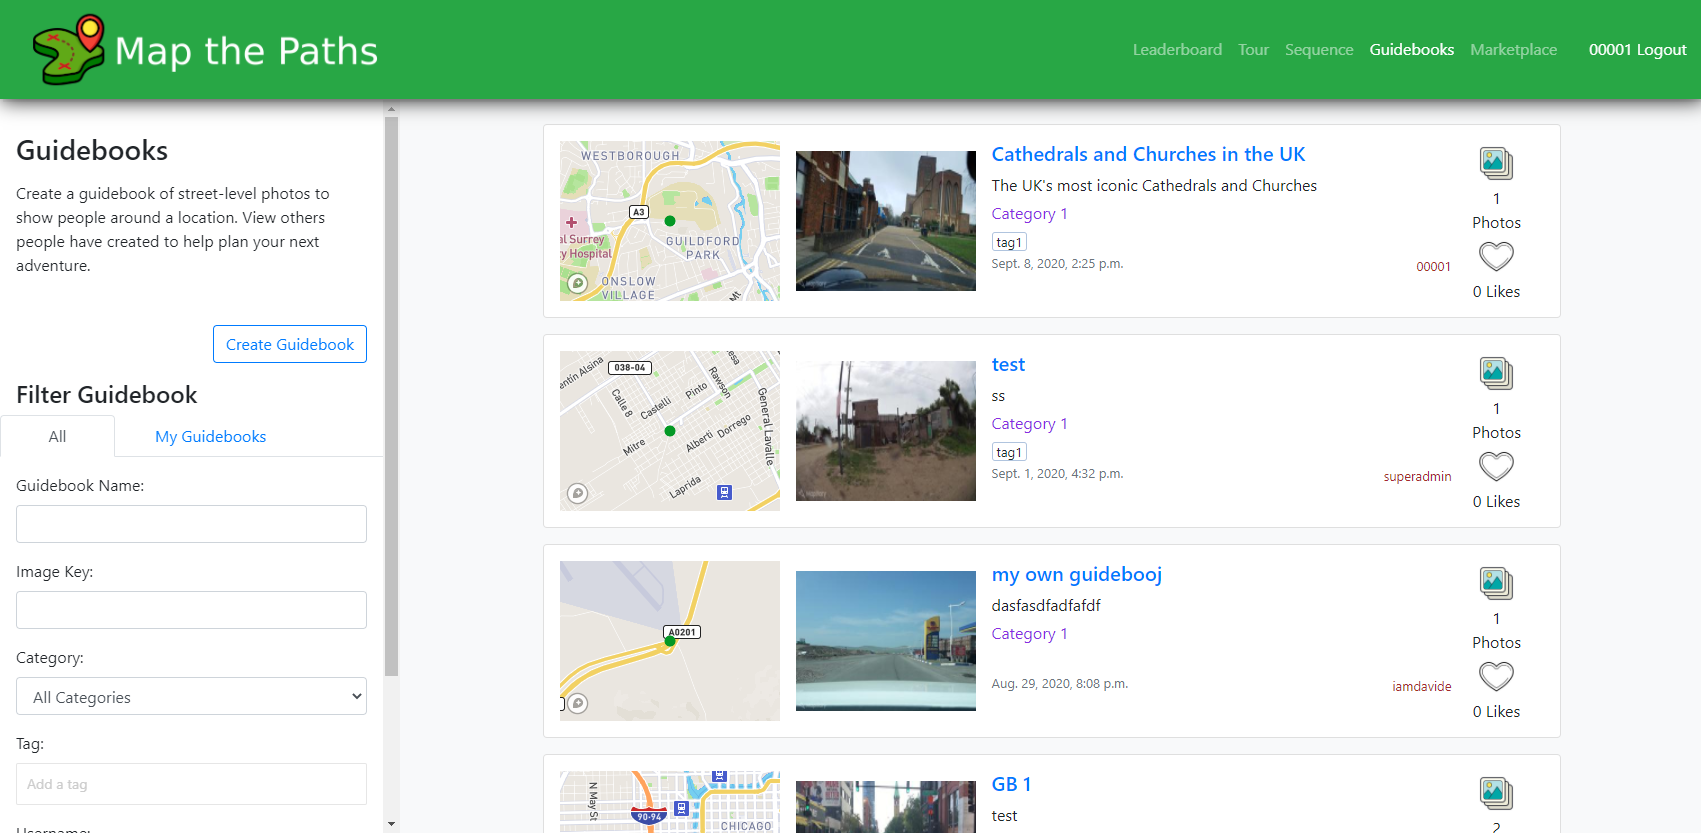 Map the Paths
Leaderboard Tour Sequence Guidebooks Marketplace 00001 Logout
Guidebooks
Create a guidebook of street-level photos to
show people around a location. View others
people have created to help plan your next
adventure.
Create Guidebook
Filter Guidebook
All My Guidebooks
Guidebook Name:
Image Key:
Category:
All Categories
Tag:
Add a tag
Username:
WESTBOROUGH
A3
al Surrey
ty Hospital
GUILDFORD
PARK
ONSLOW
VILLAGE
Mt
Cathedrals and Churches in the UK
The UK's most iconic Cathedrals and Churches
Category 1
tag1
Sept. 8, 2020, 2:25 p.m.
00001
1
Photos
0 Likes
entín Alsina
038-04
Calle 8
Castelli
Pinto
Rawson
General Lavalle
Mitre
Alberti
Dorrego
Laprida
test
ss
Category 1
tag1
Sept. 1, 2020, 4:32 p.m.
superadmin
1
Photos
0 Likes
A0201
my own guidebooj
dasfasdfadfafdf
Category 1
Aug. 29, 2020, 8:08 p.m.
iamdavide
1
Photos
0 Likes
N May St
90-94
CHICAGO
GB 1
test
2